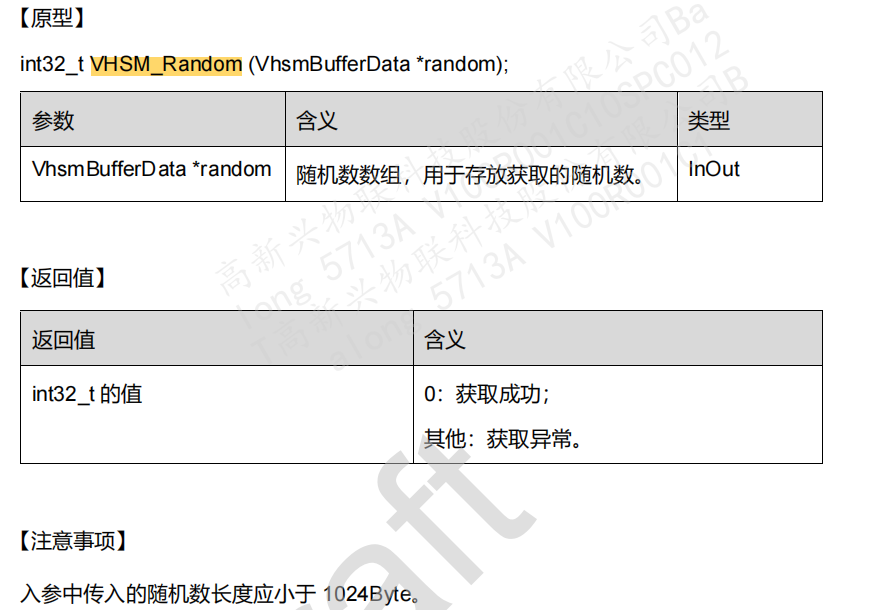 【原型】
int32_t VHSM_Random (VhsmBufferData *random);
参数 含义 类型
VhsmBufferData *random 随机数数组，用于存放获取的随机数。 InOut
【返回值】
返回值 含义
int32_t 的值 0：获取成功；
其他：获取异常。
【注意事项】
入参中传入的随机数长度应小于 1024Byte。
高新兴物联科技股份有限公司Ba
long 5713A V100R001C10SPC012
高新兴物联科技股份有限公司B
along 5713A V100R001C1
raft